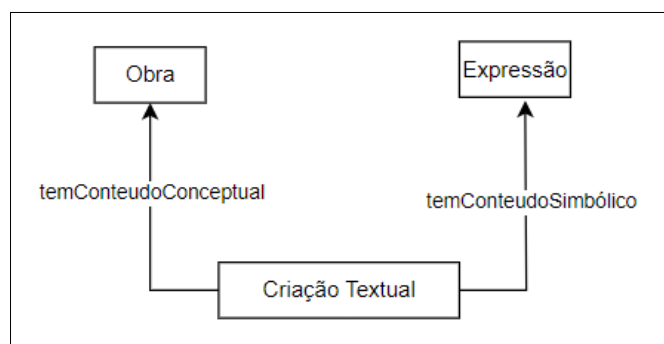 Obra
Expressão
temConteudoConceptual
temConteudoSimbólico
Criação Textual